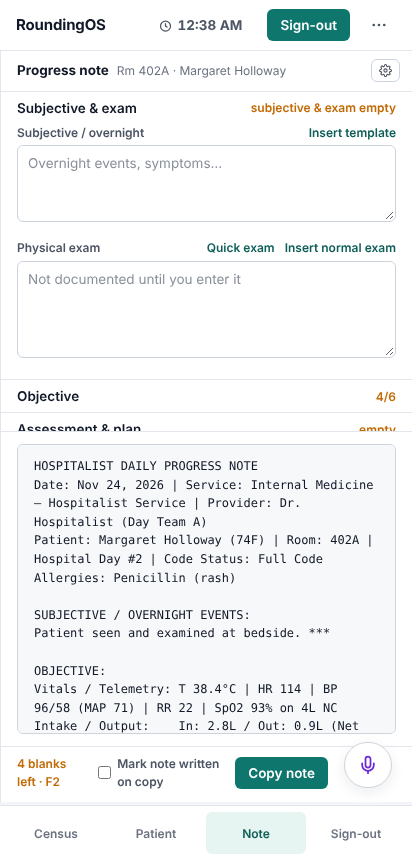 RoundingOS
12:38 AM
Sign-out
Progress note Rm 402A · Margaret Holloway
Subjective & exam
subjective & exam empty
Subjective / overnight
Insert template
Overnight events, symptoms...
Physical exam
Quick exam
Insert normal exam
Not documented until you enter it
Objective
4/6
Assessment & plan
empty
HOSPITALIST DAILY PROGRESS NOTE
Date: Nov 24, 2026 | Service: Internal Medicine
— Hospitalist Service | Provider: Dr.
Hospitalist (Day Team A)
Patient: Margaret Holloway (74F) | Room: 402A |
Hospital Day #2 | Code Status: Full Code
Allergies: Penicillin (rash)
SUBJECTIVE / OVERNIGHT EVENTS:
Patient seen and examined at bedside. ***
OBJECTIVE:
Vitals / Telemetry: T 38.4°C | HR 114 | BP
96/58 (MAP 71) | RR 22 | SpO2 93% on 4L NC
Intake / Output: In: 2.8L / Out: 0.9L (Net
4 blanks
left · F2
Mark note written
on copy
Copy note
Census
Patient
Note
Sign-out